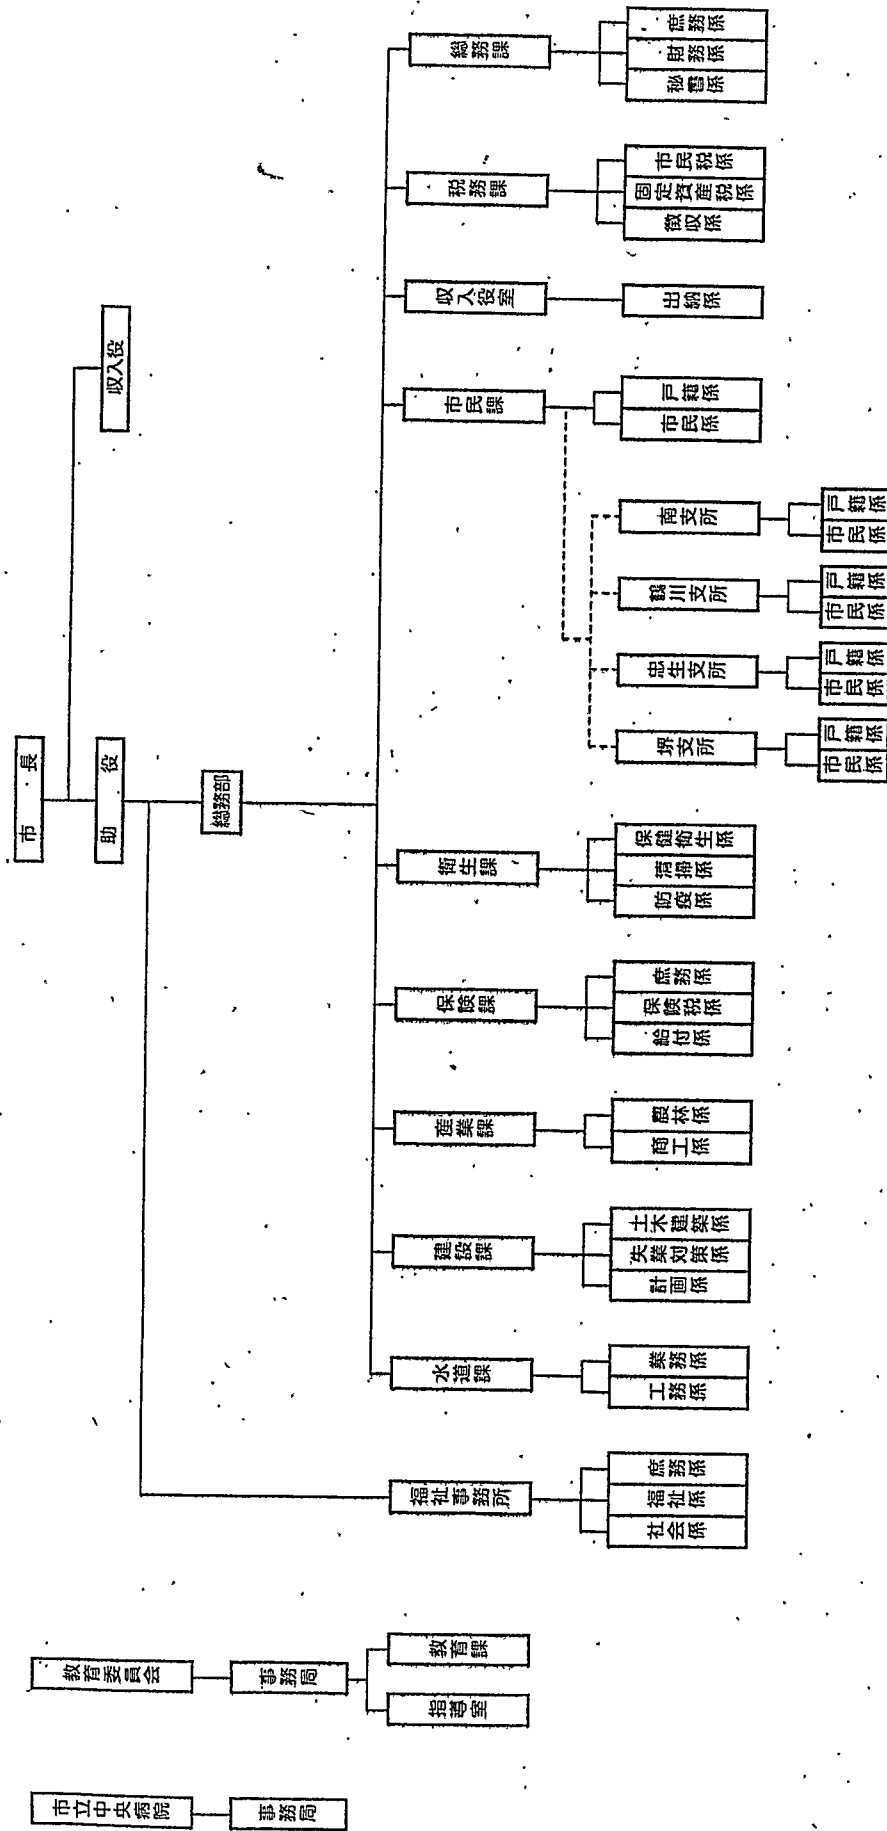 市長
収入役
助役
総務部
総務課
庶務係
財務係
秘書係
税務課
市民税係
固定資産税係
徴収係
収入役室
出納係
市民課
戸籍係
市民係
南支所
戸籍係
市民係
鶴川支所
戸籍係
市民係
忠生支所
戸籍係
市民係
堺支所
戸籍係
市民係
衛生課
保健衛生係
清掃係
防疫係
保険課
庶務係
保険税係
給付係
産業課
農林係
商工係
建設課
土木建築係
失業対策係
計画係
水道課
業務係
工務係
福祉事務所
庶務係
福祉係
社会係
教育委員会
事務局
教育課
指導室
市立中央病院
事務局